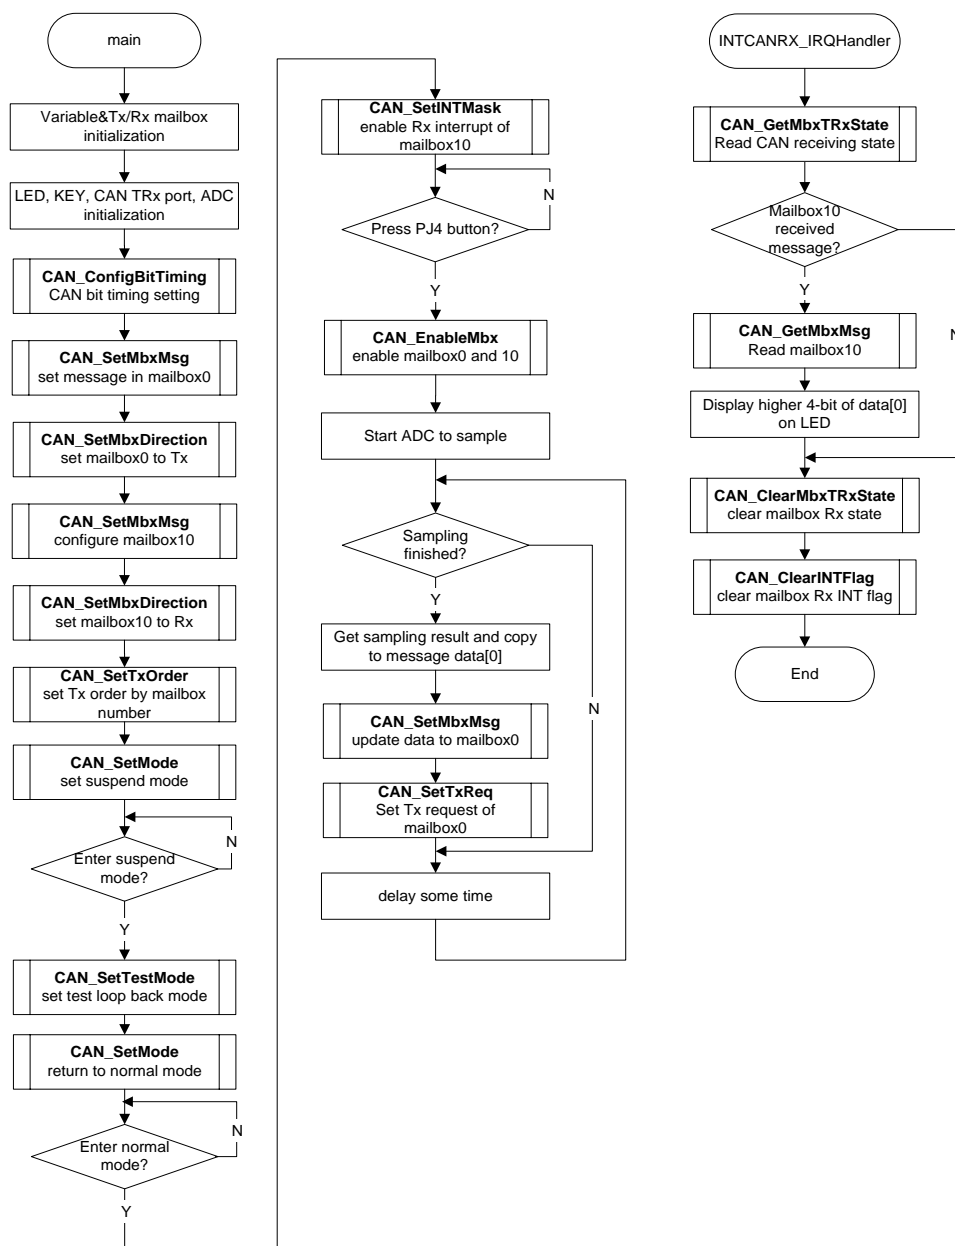 main
Variable&Tx/Rx mailbox
initialization
LED, KEY, CAN TRx port, ADC
initialization
CAN_ConfigBitTiming
CAN bit timing setting
CAN_SetMbxMsg
set message in mailbox0
CAN_SetMbxDirection
set mailbox0 to Tx
CAN_SetMbxMsg
configure mailbox10
CAN_SetMbxDirection
set mailbox10 to Rx
CAN_SetTxOrder
set Tx order by mailbox
number
CAN_SetMode
set suspend mode
N
Enter suspend
mode?
Y
CAN_SetTestMode
set test loop back mode
CAN_SetMode
return to normal mode
N
Enter normal
mode?
Y
CAN_SetINTMask
enable Rx interrupt of
mailbox10
N
Press PJ4 button?
Y
CAN_EnableMbx
enable mailbox0 and 10
Start ADC to sample
Sampling
finished?
Y
Get sampling result and copy
to message data[0]
N
CAN_SetMbxMsg
update data to mailbox0
CAN_SetTxReq
Set Tx request of
mailbox0
delay some time
INTCANRX_IRQHandler
CAN_GetMbxTRxState
Read CAN receiving state
Mailbox10
received
message?
Y
CAN_GetMbxMsg
Read mailbox10
N
Display higher 4-bit of data[0]
on LED
CAN_ClearMbxTRxState
clear mailbox Rx state
CAN_ClearINTFlag
clear mailbox Rx INT flag
End